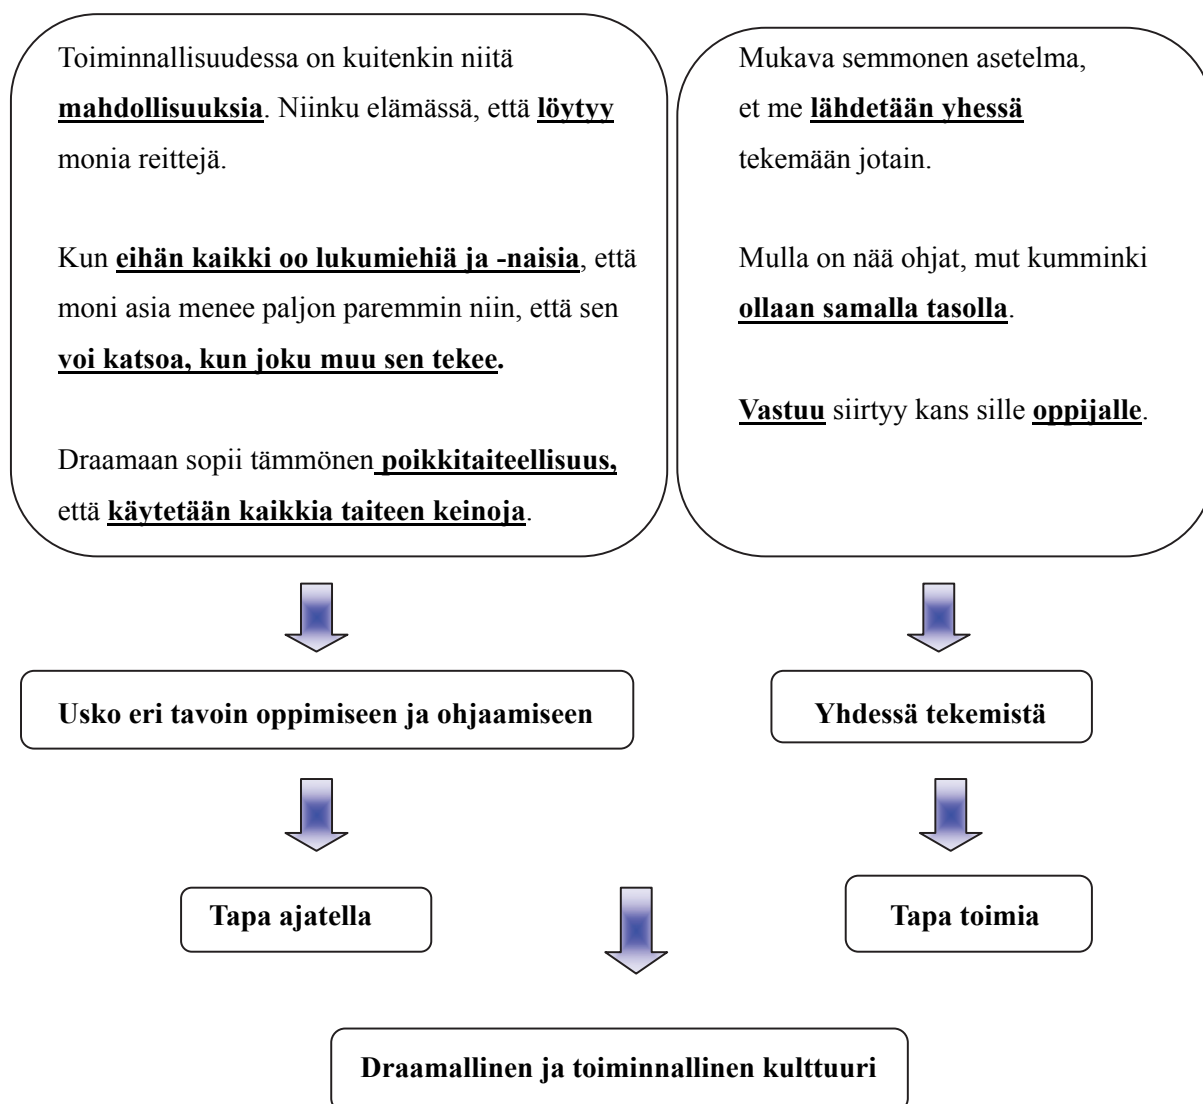 Toiminnallisuudessa on kuitenkin niitä
mahdollisuuksia. Niinku elämässä, että löytyy
monia reittejä.
Kun eihän kaikki oo lukumiehiä ja -naisia, että
moni asia menee paljon paremmin niin, että sen
voi katsoa, kun joku muu sen tekee.
Draamaan sopii tämmönen poikkitaiteellisuus,
että käytetään kaikkia taiteen keinoja.
Mukava semmonen asetelma,
et me lähdetään yhessä
tekemään jotain.
Mulla on nää ohjat, mut kumminki
ollaan samalla tasolla.
Vastuu siirtyy kans sille oppijalle.
Usko eri tavoin oppimiseen ja ohjaamiseen
Yhdessä tekemistä
Tapa ajatella
Tapa toimia
Draamallinen ja toiminnallinen kulttuuri